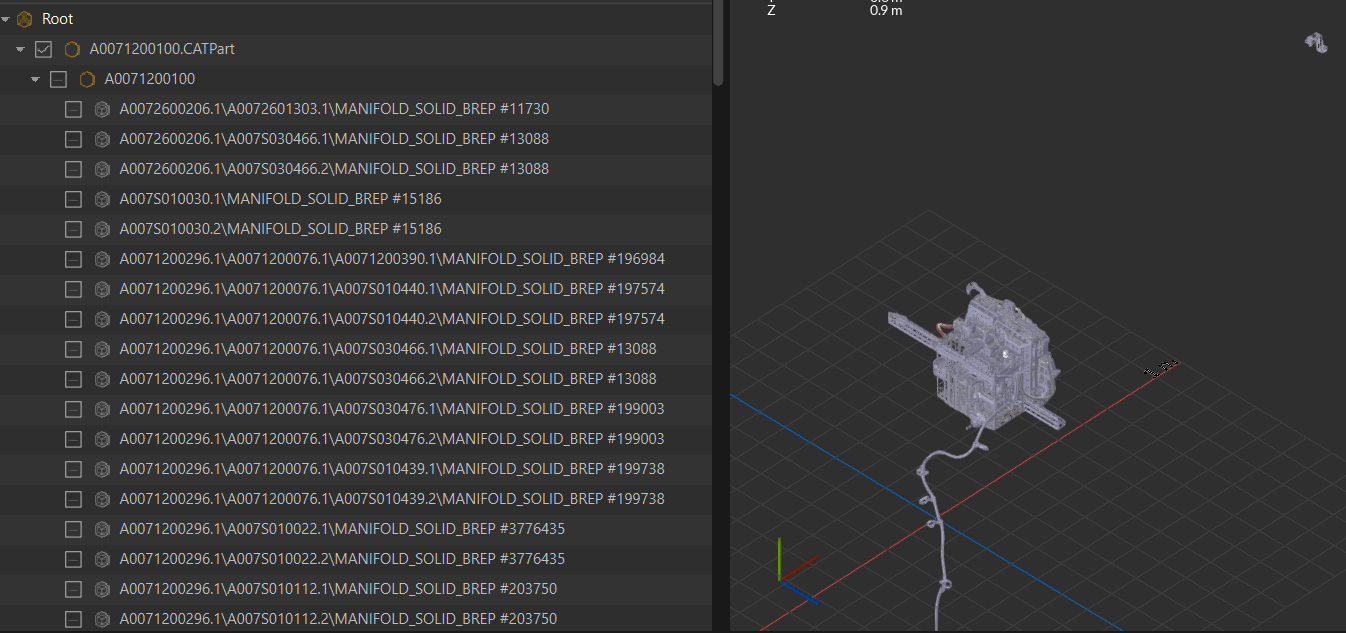 Root
A0071200100.CATPart
A0071200100
A0072600206.1\A0072601303.1\MANIFOLD_SOLID_BREP #11730
A0072600206.1\A007S030466.1\MANIFOLD_SOLID_BREP #13088
A0072600206.1\A007S030466.2\MANIFOLD_SOLID_BREP #13088
A007S010030.1\MANIFOLD_SOLID_BREP #15186
A007S010030.2\MANIFOLD_SOLID_BREP #15186
A0071200296.1\A0071200076.1\A0071200390.1\MANIFOLD_SOLID_BREP #196984
A0071200296.1\A0071200076.1\A007S010440.1\MANIFOLD_SOLID_BREP #197574
A0071200296.1\A0071200076.1\A007S010440.2\MANIFOLD_SOLID_BREP #197574
A0071200296.1\A0071200076.1\A007S030466.1\MANIFOLD_SOLID_BREP #13088
A0071200296.1\A0071200076.1\A007S030466.2\MANIFOLD_SOLID_BREP #13088
A0071200296.1\A0071200076.1\A007S030476.1\MANIFOLD_SOLID_BREP #199003
A0071200296.1\A0071200076.1\A007S030476.2\MANIFOLD_SOLID_BREP #199003
A0071200296.1\A0071200076.1\A007S010439.1\MANIFOLD_SOLID_BREP #199738
A0071200296.1\A0071200076.1\A007S010439.2\MANIFOLD_SOLID_BREP #199738
A0071200296.1\A007S010022.1\MANIFOLD_SOLID_BREP #3776435
A0071200296.1\A007S010022.2\MANIFOLD_SOLID_BREP #3776435
A0071200296.1\A007S010112.1\MANIFOLD_SOLID_BREP #203750
A0071200296.1\A007S010112.2\MANIFOLD_SOLID_BREP #203750
Z 0.9 m